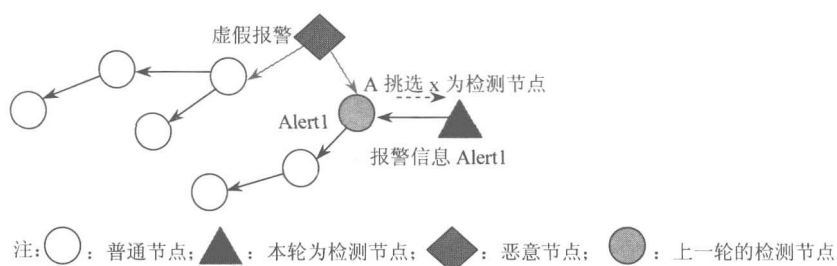 虚假报警
A 挑选 x 为检测节点
Alert1
报警信息 Alert1
注: : 普通节点; : 本轮为检测节点; : 恶意节点; : 上一轮的检测节点